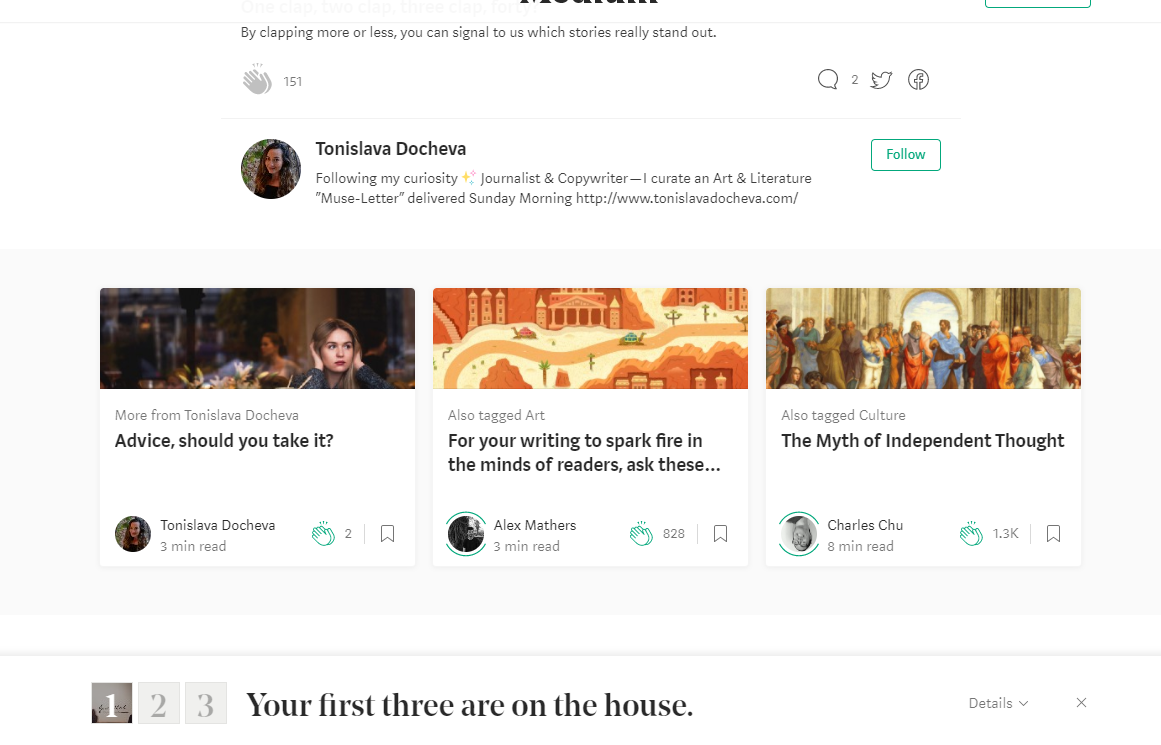 One clap, two clap, three clap, forty
Medium
By clapping more or less, you can signal to us which stories really stand out.
151
2
Tonislava Docheva
Follow
Following my curiosity✨ Journalist & Copywriter — I curate an Art & Literature
"Muse-Letter" delivered Sunday Morning http://www.tonislavadocheva.com/
More from Tonislava Docheva
Advice, should you take it?
Tonislava Docheva
3 min read
2
Also tagged Art
For your writing to spark fire in
the minds of readers, ask these...
Alex Mathers
3 min read
828
Also tagged Culture
The Myth of Independent Thought
Charles Chu
8 min read
1.3K
1 2 3
Your first three are on the house.
Details